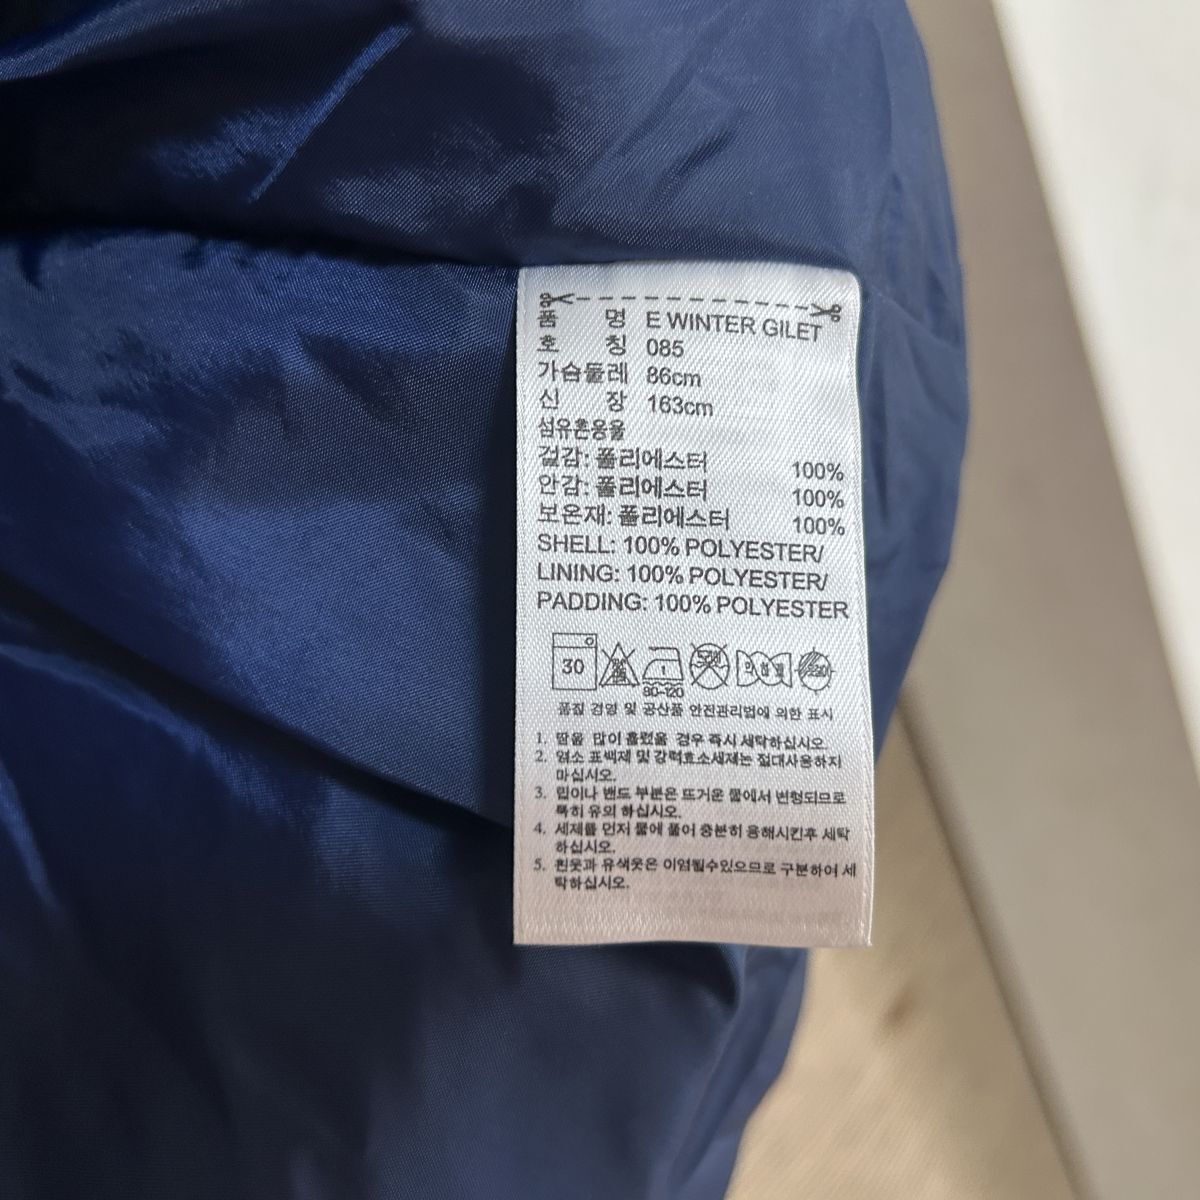 품 명 E WINTER GILET
호 칭 085
가슴둘레 86cm
신 장 163cm
섬유혼용율
겉감: 폴리에스터 100%
안감: 폴리에스터 100%
보온재: 폴리에스터 100%
SHELL: 100% POLYESTER/
LINING: 100% POLYESTER/
PADDING: 100% POLYESTER
30
80-120
품질 경영 및 공산품 안전관리법에 의한 표시
1. 땀을 많이 흘렸을 경우 즉시 세탁하십시오.
2. 염소 표백제 및 강력효소세제는 절대사용하지
마십시오.
3. 밑이나 밴드 부분은 뜨거운 물에서 변형되므로
특히 유의 하십시오.
4. 세제를 먼저 물에 풀어 충분히 용해시킨후 세탁
하십시오.
5. 흰옷과 유색옷은 이염될수있으므로 구분하여 세
탁하십시오.